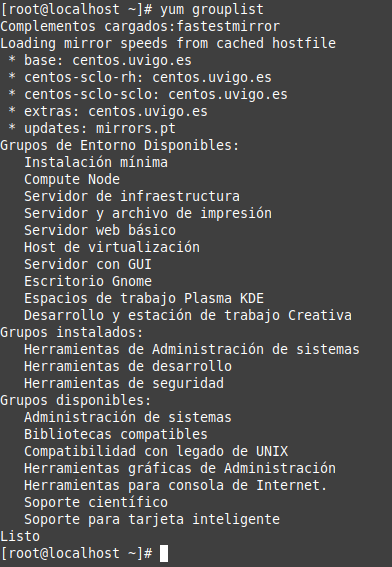 [root@localhost ~]# yum grouplist
Complementos cargados:fastestmirror
Loading mirror speeds from cached hostfile
 * base: centos.uvigo.es
 * centos-sclo-rh: centos.uvigo.es
 * centos-sclo-sclo: centos.uvigo.es
 * extras: centos.uvigo.es
 * updates: mirrors.pt
Grupos de Entorno Disponibles:
   Instalación mínima
   Compute Node
   Servidor de infraestructura
   Servidor y archivo de impresión
   Servidor web básico
   Host de virtualización
   Servidor con GUI
   Escritorio Gnome
   Espacios de trabajo Plasma KDE
   Desarrollo y estación de trabajo Creativa
Grupos instalados:
   Herramientas de Administración de sistemas
   Herramientas de desarrollo
   Herramientas de seguridad
Grupos disponibles:
   Administración de sistemas
   Bibliotecas compatibles
   Compatibilidad con legado de UNIX
   Herramientas gráficas de Administración
   Herramientas para consola de Internet.
   Soporte científico
   Soporte para tarjeta inteligente
Listo
[root@localhost ~]#